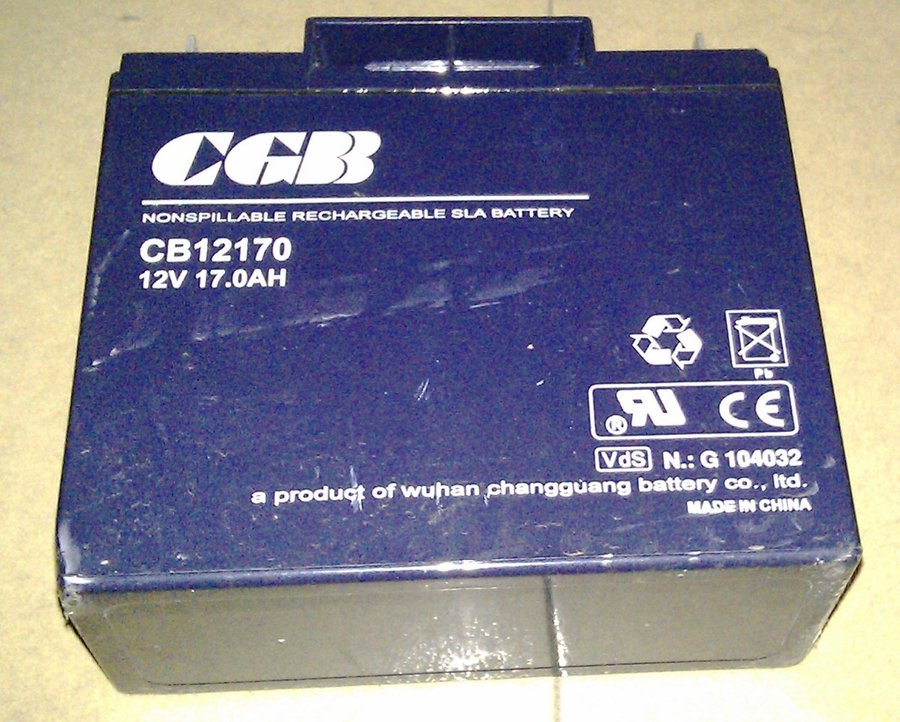 CGB
NONSPILLABLE RECHARGEABLE SLA BATTERY
CB12170
12V 17.0AH
Pb
® RU CE
VdS N.: G 104032
a product of wuhan changguang battery co., ltd.
MADE IN CHINA